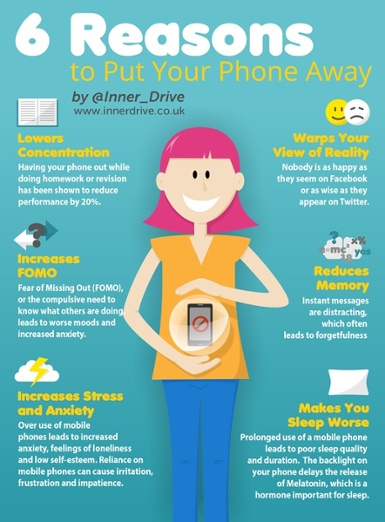 6 Reasons
to Put Your Phone Away
by @Inner_Drive
www.innerdrive.co.uk
Lowers
Concentration
Having your phone out while
doing homework or revision
has been shown to reduce
performance by 20%.
Increases
FOMO
Fear of Missing Out (FOMO),
or the compulsive need to
know what others are doing
leads to worse moods and
increased anxiety.
Increases Stress
and Anxiety
Over use of mobile
phones leads to increased
anxiety, feelings of loneliness
and low self-esteem. Reliance on
mobile phones can cause irritation,
frustration and impatience.
Warps Your
View of Reality
Nobody is as happy as
they seem on Facebook
or as wise as they
appear on Twitter.
Reduces
Memory
Instant messages
are distracting,
which often
leads to forgetfulness
Makes You
Sleep Worse
Prolonged use of a mobile phone
leads to poor sleep quality
and duration. The backlight on
your phone delays the release
of Melatonin, which is a
hormone important for sleep.